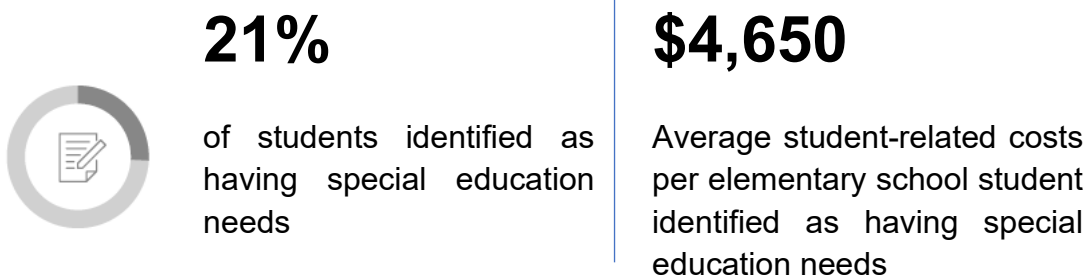 21%
of students identified as
having special education
needs
$4,650
Average student-related costs
per elementary school student
identified as having special
education needs